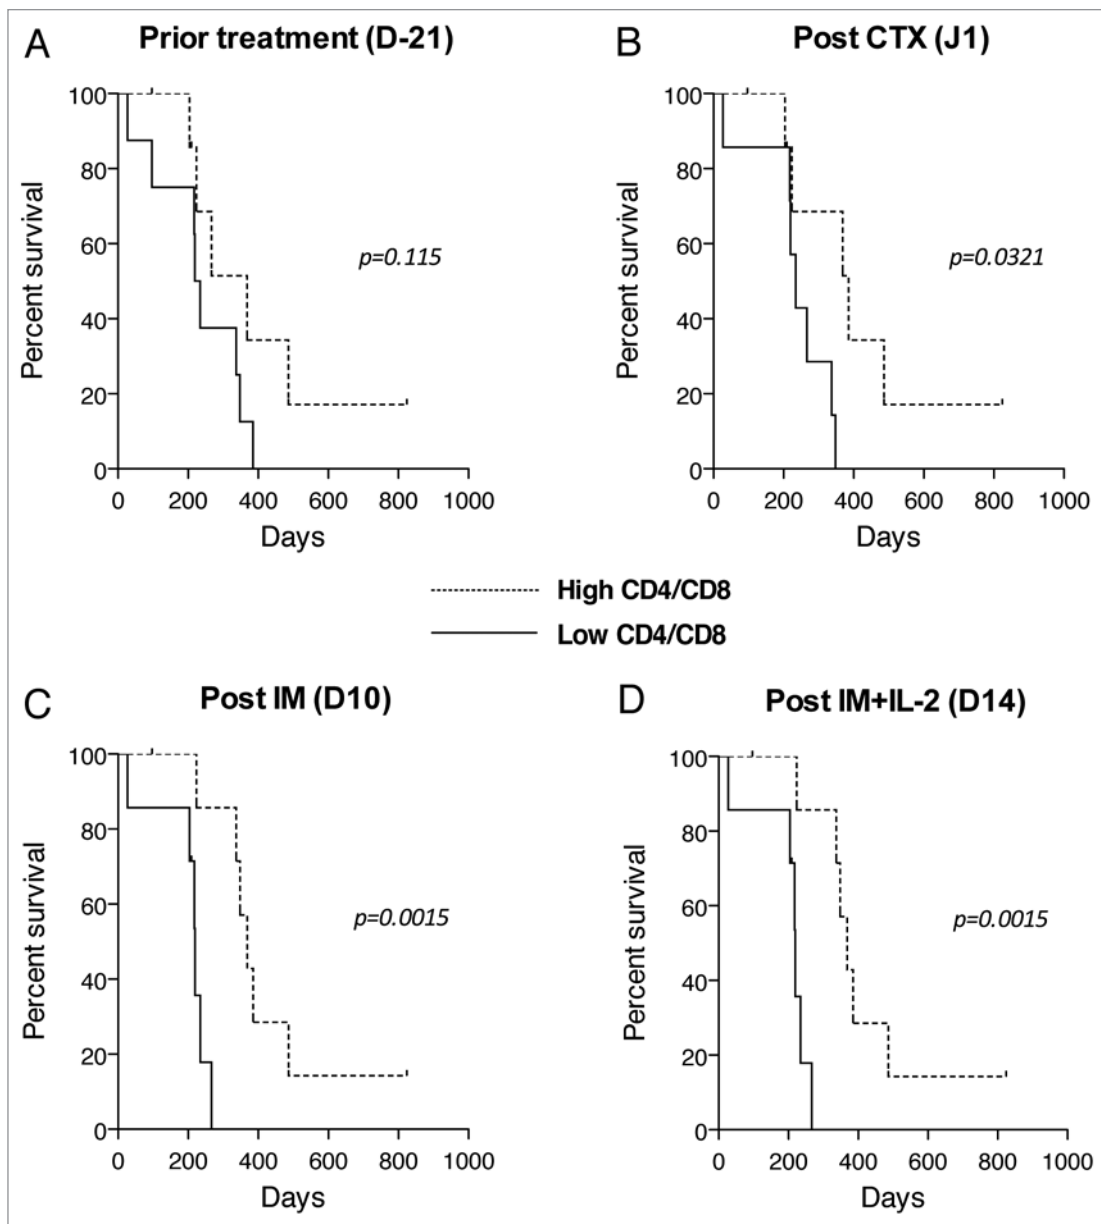 A
Prior treatment (D-21)
Percent survival
100
80
60
40
20
0
p=0.115
0 200 400 600 800 1000
Days
B
Post CTX (J1)
Percent survival
100
80
60
40
20
0
p=0.0321
0 200 400 600 800 1000
Days
High CD4/CD8
Low CD4/CD8
C
Post IM (D10)
Percent survival
100
80
60
40
20
0
p=0.0015
0 200 400 600 800 1000
Days
D
Post IM+IL-2 (D14)
Percent survival
100
80
60
40
20
0
p=0.0015
0 200 400 600 800 1000
Days